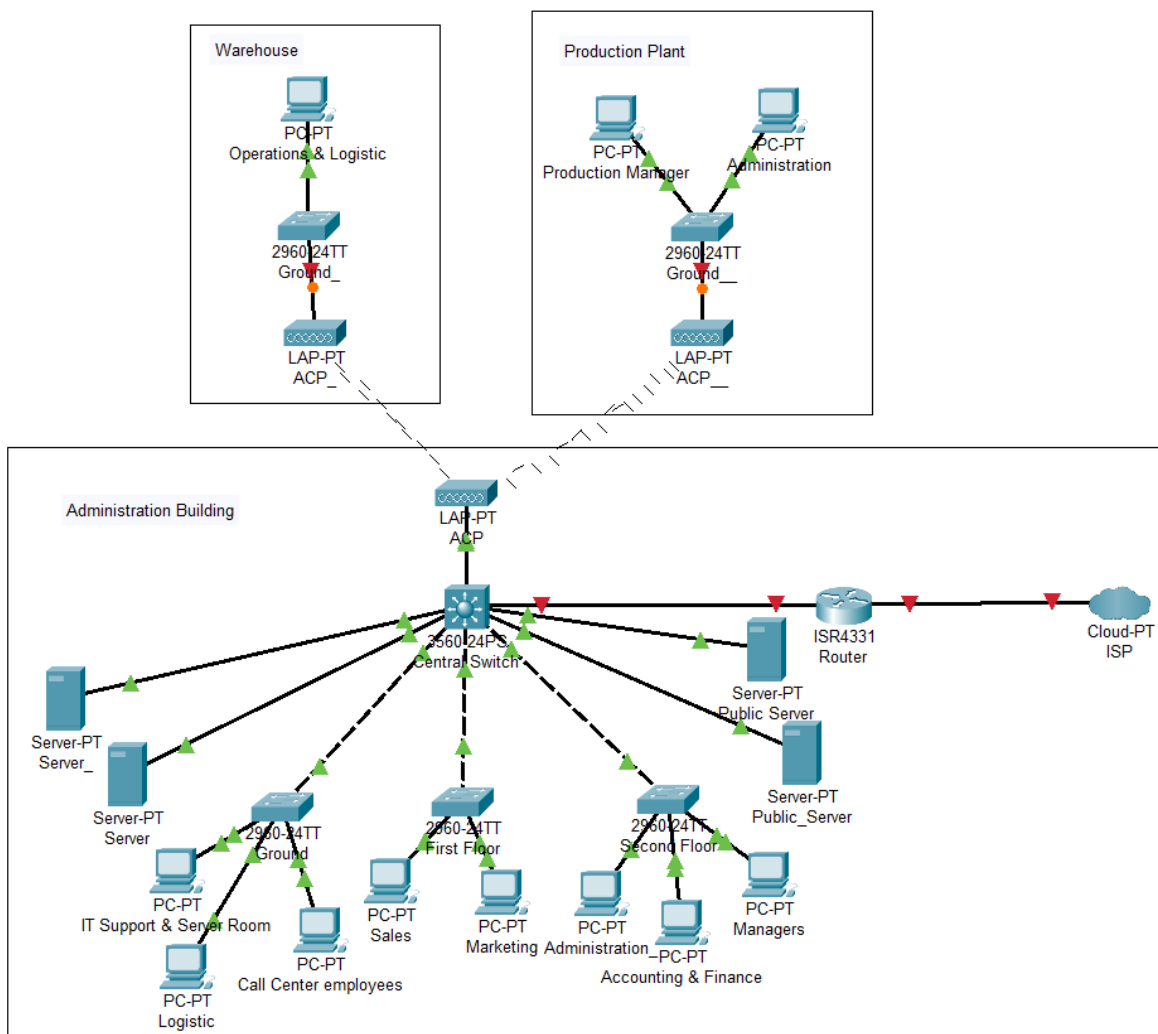 Warehouse
PC-PT
Operations & Logistic
2960-24TT
Ground_
LAP-PT
ACP_
Production Plant
PC-PT
Production Manager
PC-PT
Administration
2960-24TT
Ground__
LAP-PT
ACP__
Administration Building
LAP-PT
ACP
3560-24PS
Central Switch
ISR4331
Router
Cloud-PT
ISP
Server-PT
Public Server
Server-PT
Public_Server
Server-PT
Server_
Server-PT
Server
2960-24TT
Ground
2960-24TT
First Floor
2960-24TT
Second Floor
PC-PT
IT Support & Server Room
PC-PT
Logistic
PC-PT
Call Center employees
PC-PT
Sales
PC-PT
Marketing
PC-PT
Administration_
PC-PT
Accounting & Finance
PC-PT
Managers